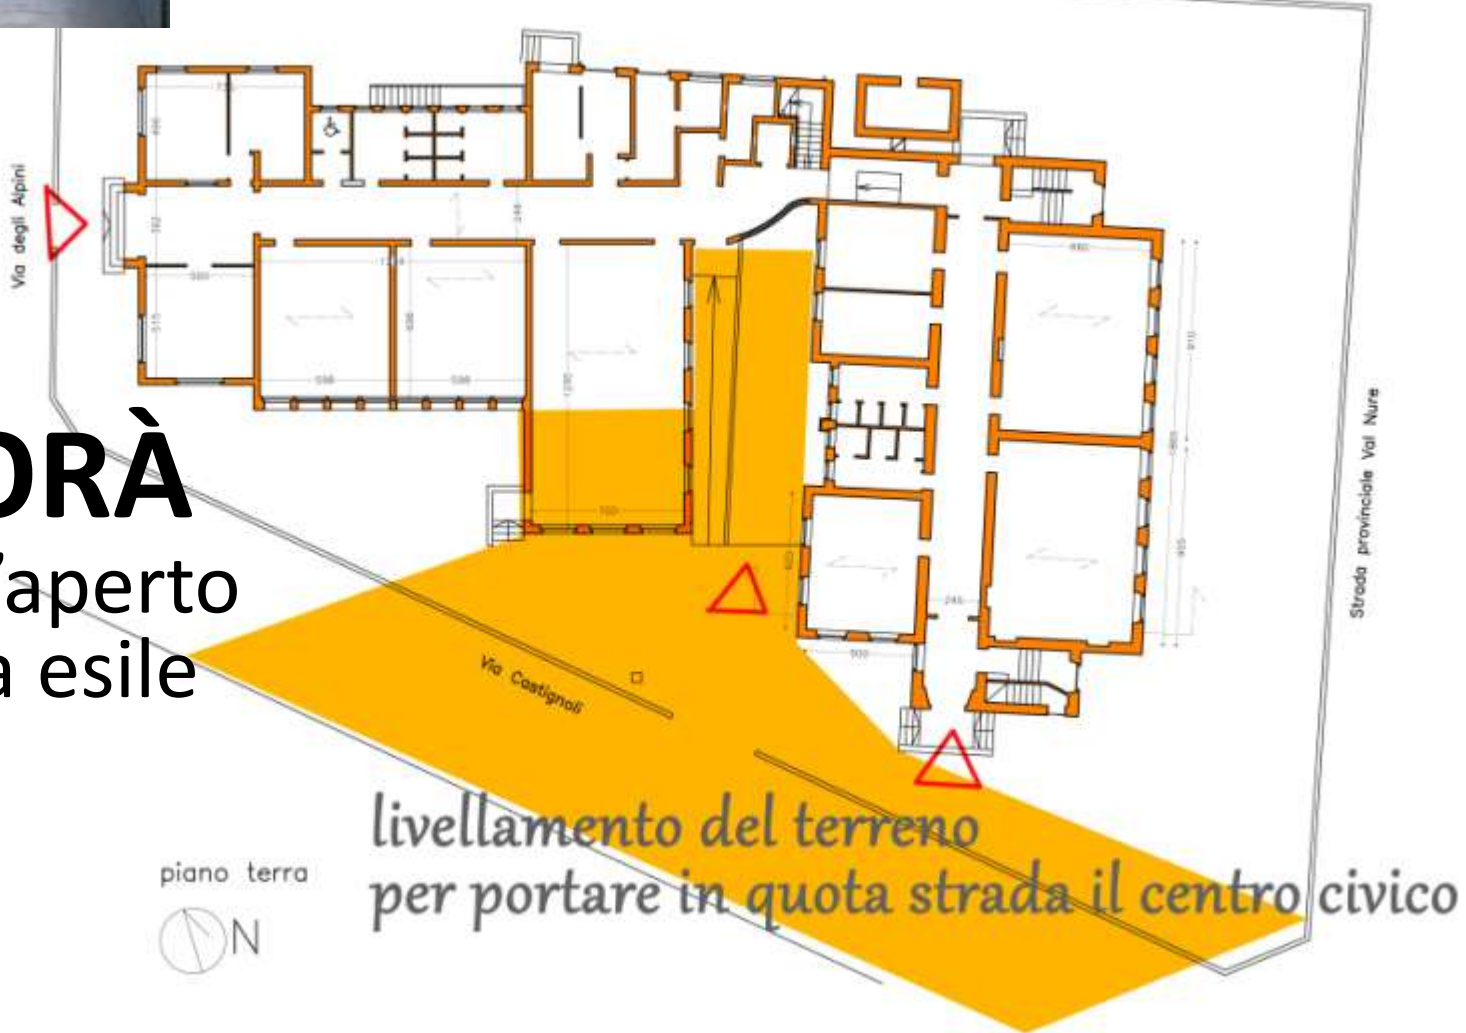 Via degli Alpini
ORÀ
'aperto
a esile
Via Castignoli
Strada provinciale Val Nure
livellamento del terreno
per portare in quota strada il centro civico
piano terra
N